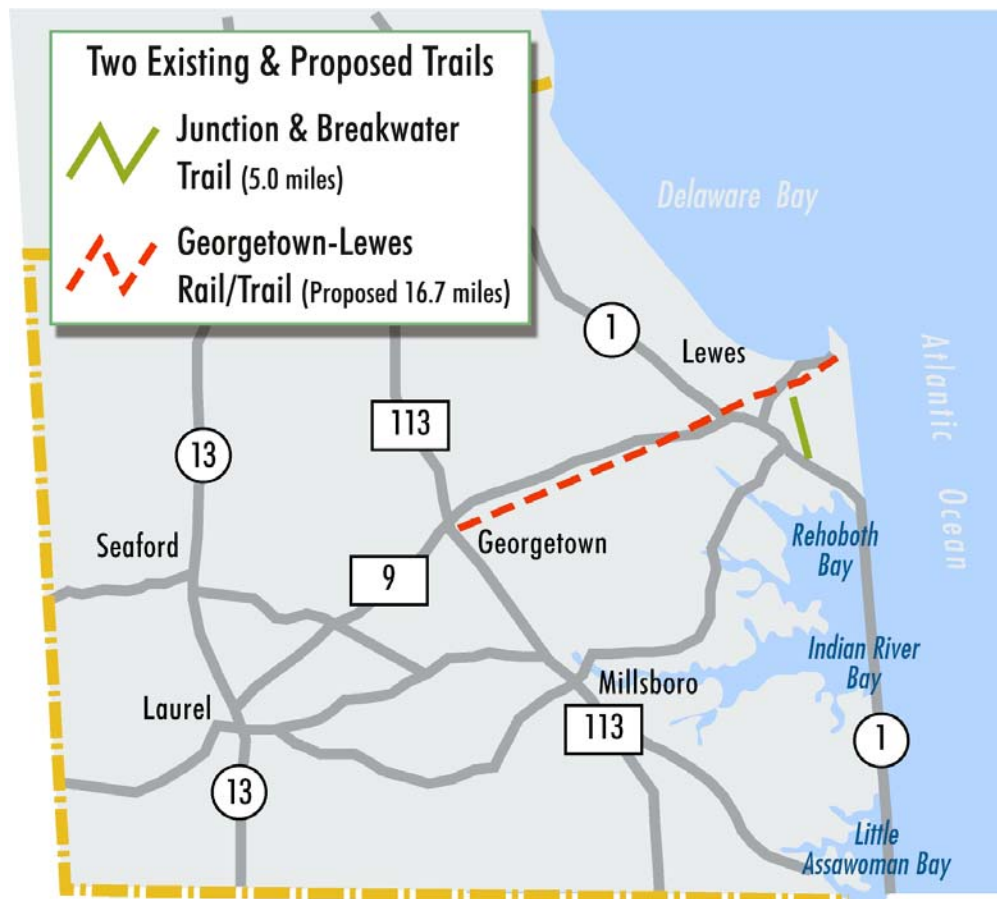 Two Existing & Proposed Trails
Junction & Breakwater
Trail (5.0 miles)
Georgetown-Lewes
Rail/Trail (Proposed 16.7 miles)
Delaware Bay
1
Lewes
Atlantic Ocean
113
13
Seaford
Georgetown
Rehoboth
Bay
9
Indian River
Bay
Millsboro
Laurel
113
1
13
Little
Assawoman Bay